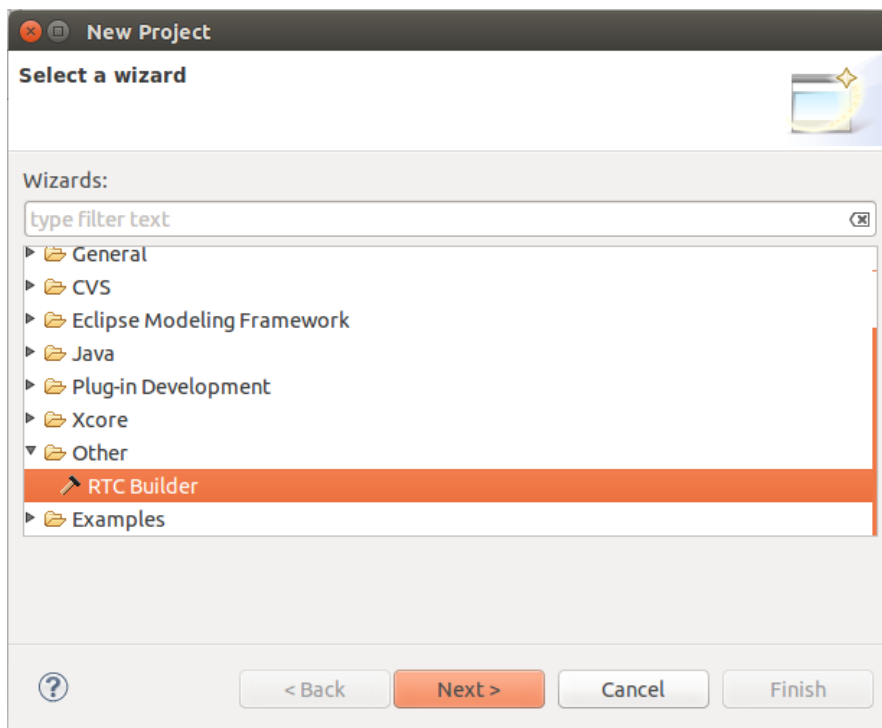 New Project
Select a wizard
Wizards:
type filter text
General
CVS
Eclipse Modeling Framework
Java
Plug-in Development
Xcore
Other
RTC Builder
Examples
? < Back Next > Cancel Finish